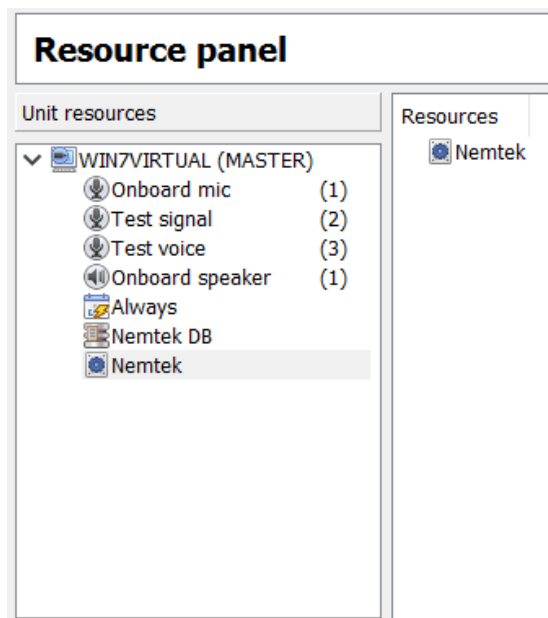 Resource panel
Unit resources
WIN7VIRTUAL (MASTER)
Onboard mic (1)
Test signal (2)
Test voice (3)
Onboard speaker (1)
Always
Nemtek DB
Nemtek
Resources
Nemtek